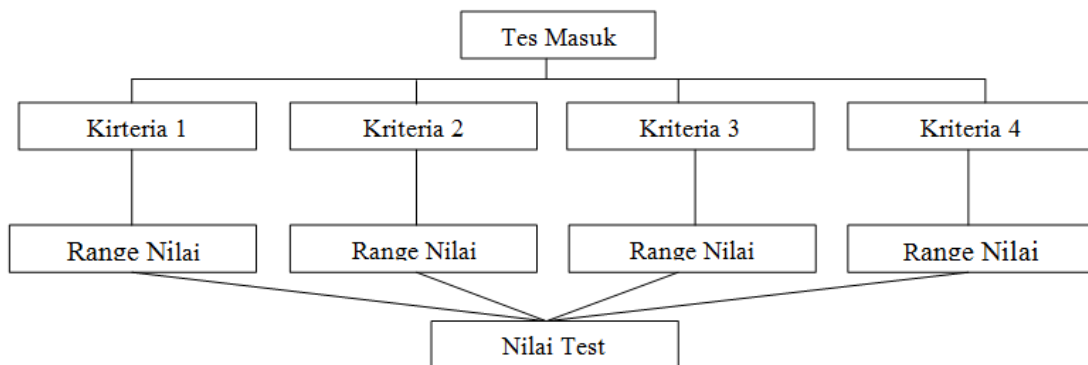 Tes Masuk
Kirteria 1
Kriteria 2
Kriteria 3
Kriteria 4
Range Nilai
Range Nilai
Range Nilai
Range Nilai
Nilai Test